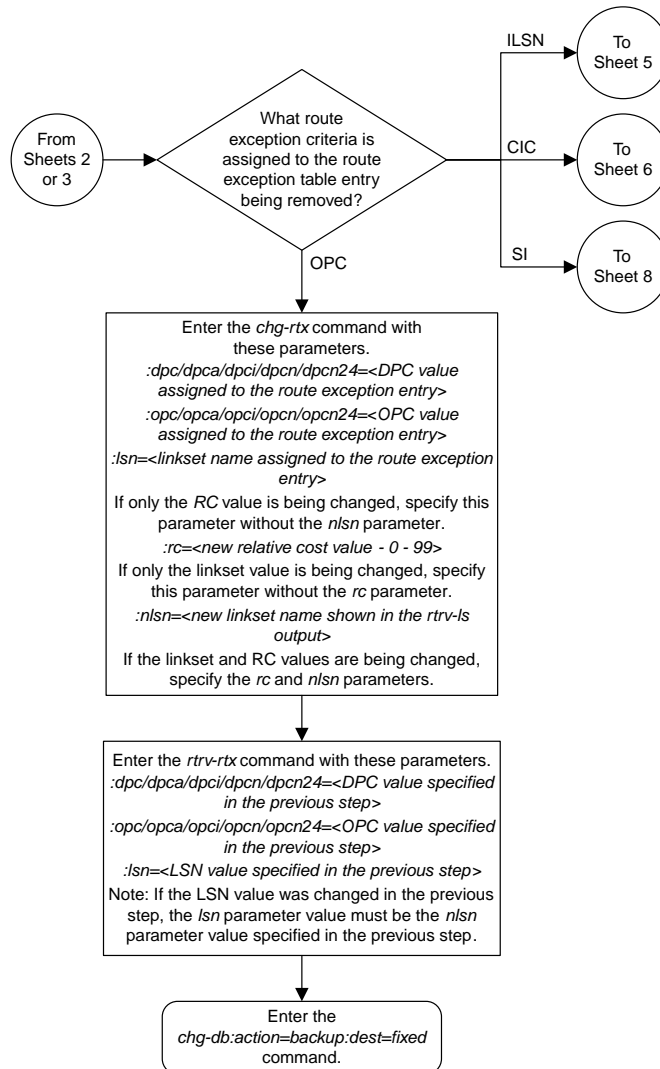 From
Sheets 2
or 3
What route
exception criteria is
assigned to the route
exception table entry
being removed?
ILSN
To
Sheet 5
CIC
To
Sheet 6
SI
To
Sheet 8
OPC
Enter the chg-rtx command with
these parameters.
:dpc/dpca/dpci/dpcn/dpcn24=<DPC value
assigned to the route exception entry>
:opc/opca/opci/opcn/opcn24=<OPC value
assigned to the route exception entry>
:lsn=<linkset name assigned to the route exception
entry>
If only the RC value is being changed, specify this
parameter without the nlsn parameter.
:rc=<new relative cost value - 0 - 99>
If only the linkset value is being changed, specify
this parameter without the rc parameter.
:nlsn=<new linkset name shown in the rtrv-ls
output>
If the linkset and RC values are being changed,
specify the rc and nlsn parameters.
Enter the rtrv-rtx command with these parameters.
:dpc/dpca/dpci/dpcn/dpcn24=<DPC value specified
in the previous step>
:opc/opca/opci/opcn/opcn24=<OPC value specified in
the previous step>
:lsn=<LSN value specified in the previous step>
Note: If the LSN value was changed in the previous
step, the lsn parameter value must be the nlsn
parameter value specified in the previous step.
Enter the
chg-db:action=backup:dest=fixed
command.